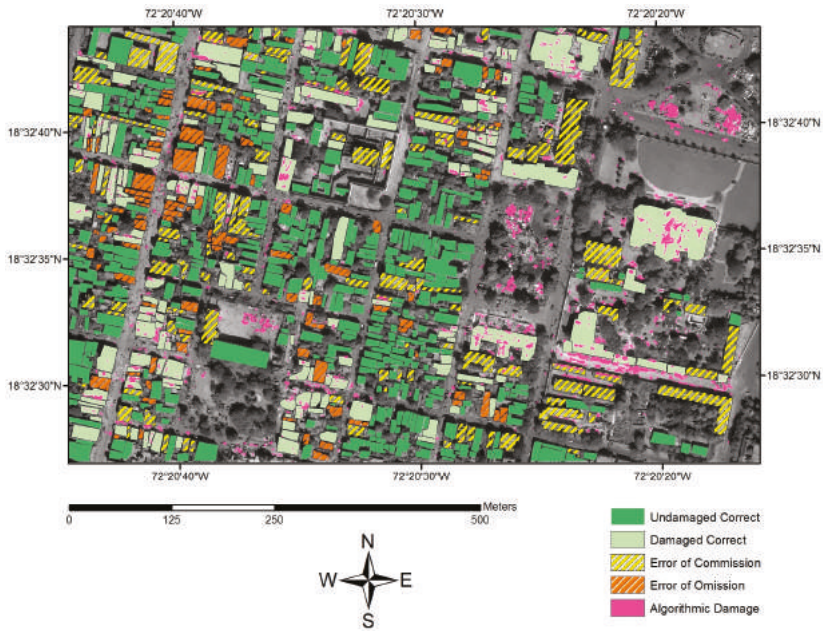 72°20'40"W 72°20'30"W 72°20'20"W
18°32'40"N 18°32'40"N
18°32'35"N 18°32'35"N
18°32'30"N 18°32'30"N
72°20'40"W 72°20'30"W 72°20'20"W
Meters
0 125 250 500
N
W E
S
Undamaged Correct
Damaged Correct
Error of Commission
Error of Omission
Algorithmic Damage